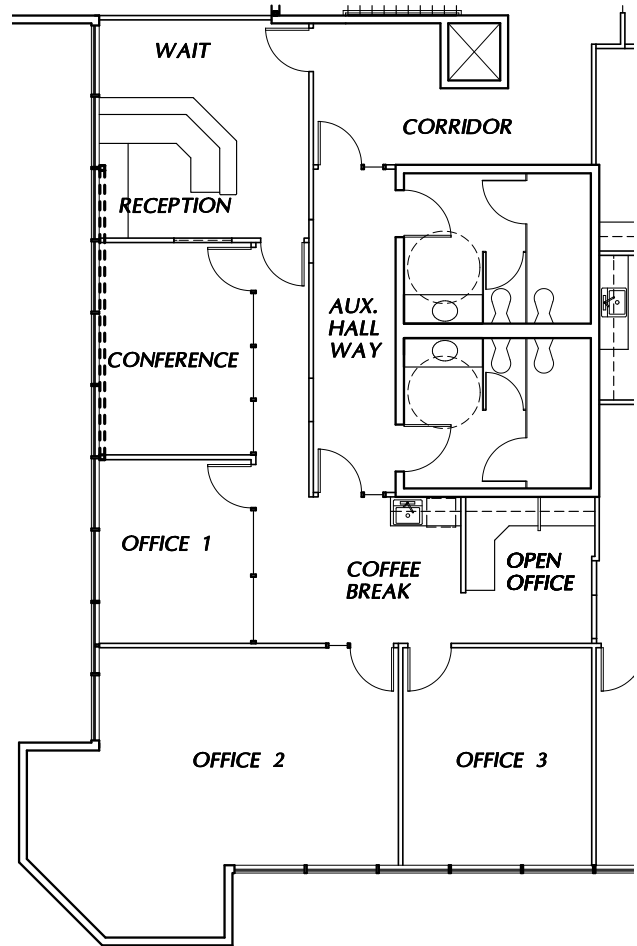 WAIT
CORRIDOR
RECEPTION
AUX.
HALL
WAY
CONFERENCE
OFFICE 1
COFFEE
BREAK
OPEN
OFFICE
OFFICE 2
OFFICE 3